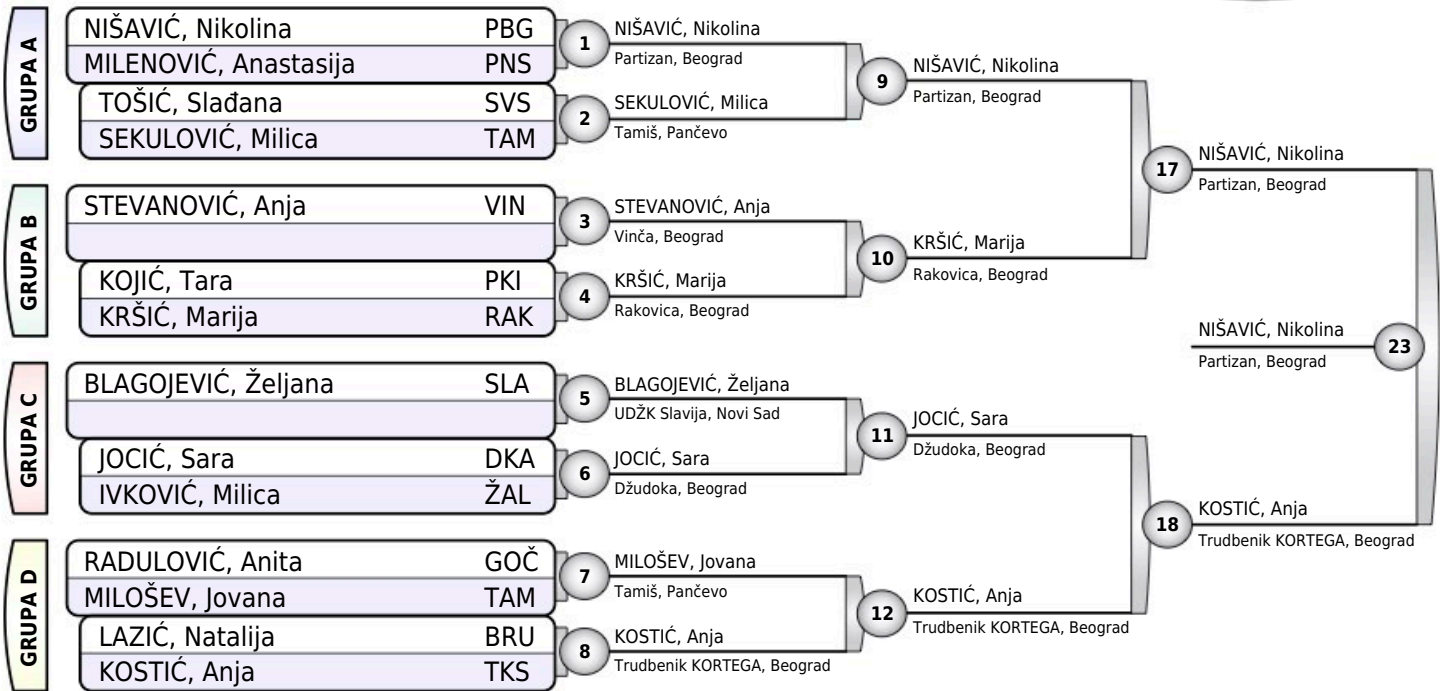 GRUPA A
NIŠAVIĆ, Nikolina PBG
MILENOVIĆ, Anastasija PNS
TOŠIĆ, Slađana SVS
SEKULOVIĆ, Milica TAM
GRUPA B
STEVANOVIĆ, Anja VIN
KOJIĆ, Tara PKI
KRŠIĆ, Marija RAK
GRUPA C
BLAGOJEVIĆ, Željana SLA
JOCIĆ, Sara DKA
IVKOVIĆ, Milica ŽAL
GRUPA D
RADULOVIĆ, Anita GOČ
MILOŠEV, Jovana TAM
LAZIĆ, Natalija BRU
KOSTIĆ, Anja TKS
1
NIŠAVIĆ, Nikolina
Partizan, Beograd
2
SEKULOVIĆ, Milica
Tamiš, Pančevo
3
STEVANOVIĆ, Anja
Vinča, Beograd
4
KRŠIĆ, Marija
Rakovica, Beograd
5
BLAGOJEVIĆ, Željana
UDŽK Slavija, Novi Sad
6
JOCIĆ, Sara
Džudoka, Beograd
7
MILOŠEV, Jovana
Tamiš, Pančevo
8
KOSTIĆ, Anja
Trudbenik KORTEGA, Beograd
9
NIŠAVIĆ, Nikolina
Partizan, Beograd
10
KRŠIĆ, Marija
Rakovica, Beograd
11
JOCIĆ, Sara
Džudoka, Beograd
12
KOSTIĆ, Anja
Trudbenik KORTEGA, Beograd
17
NIŠAVIĆ, Nikolina
Partizan, Beograd
18
KOSTIĆ, Anja
Trudbenik KORTEGA, Beograd
NIŠAVIĆ, Nikolina
Partizan, Beograd
23